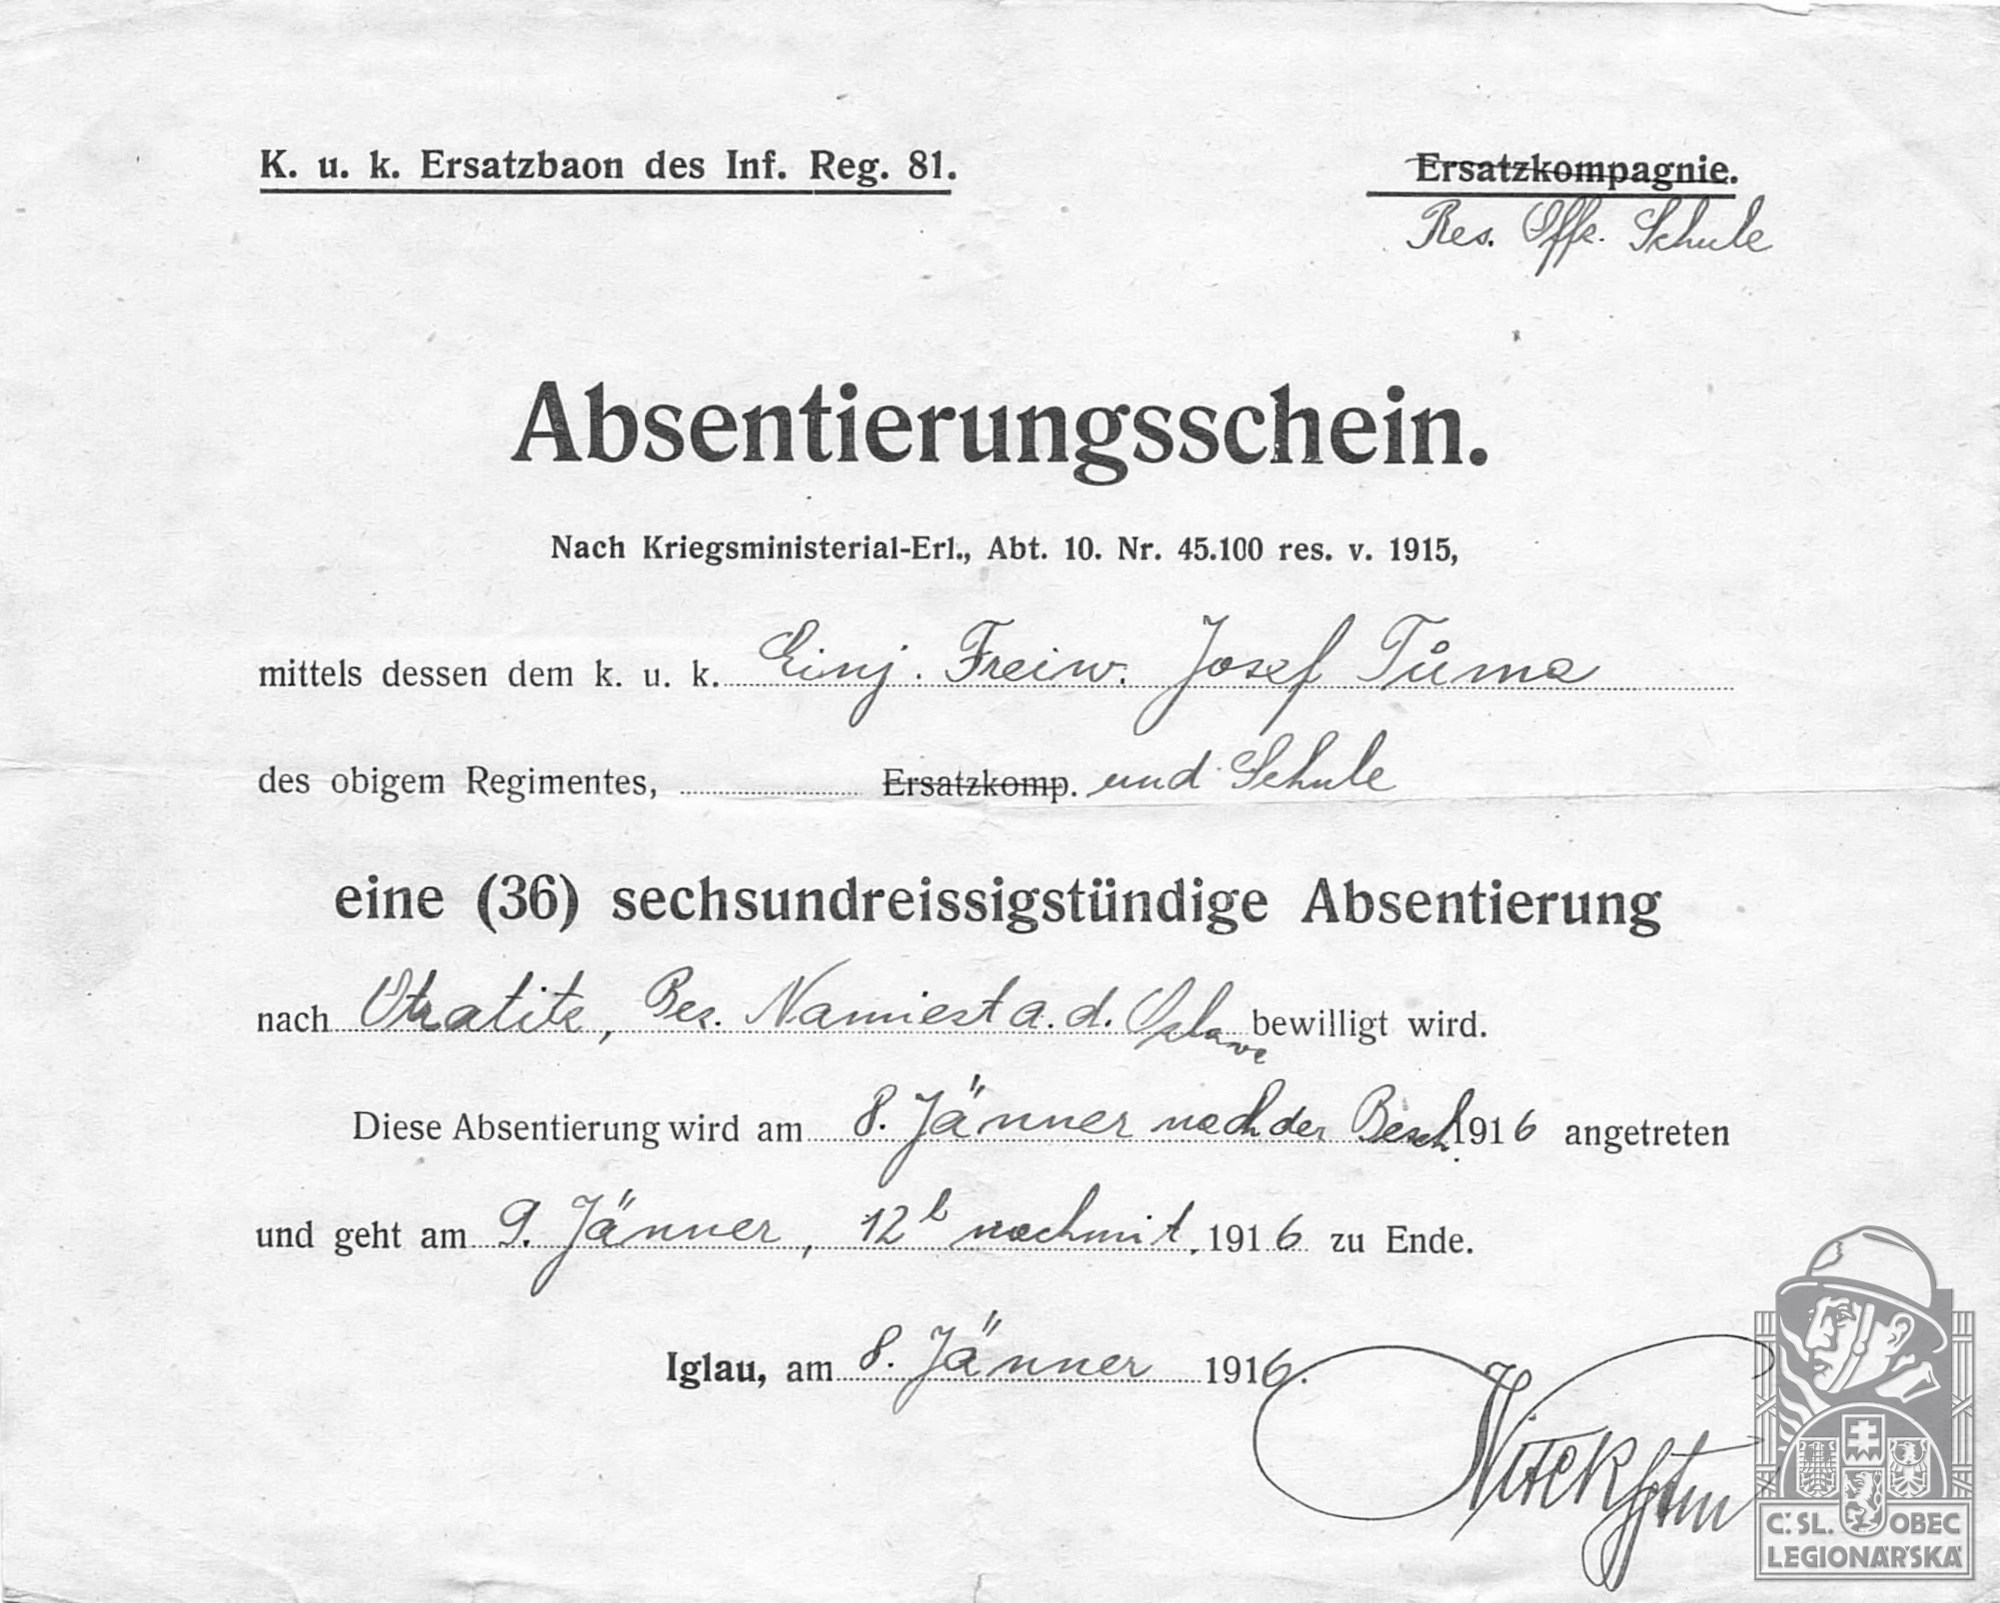 K. u. k. Ersatzbaon des Inf. Reg. 81.
Ersatzkompagnie.
Res. Offz. Schule
Absentierungsschein.
Nach Kriegsministerial-Erl., Abt. 10. Nr. 45.100 res. v. 1915,
mittels dessen dem k. u. k. Einj. Freiw. Josef Tůma
des obigem Regimentes, Ersatzkomp. und Schule
eine (36) sechsundreissigstündige Absentierung
nach Otratitz, Bez. Namiest a. d. Oslawe bewilligt wird.
Diese Absentierung wird am 8. Jänner nach der Besch. 1916 angetreten
und geht am 9. Jänner, 12h nachmit. 1916 zu Ende.
Iglau, am 8. Jänner 1916.
Č. SL. OBEC
LEGIONÁŘSKÁ